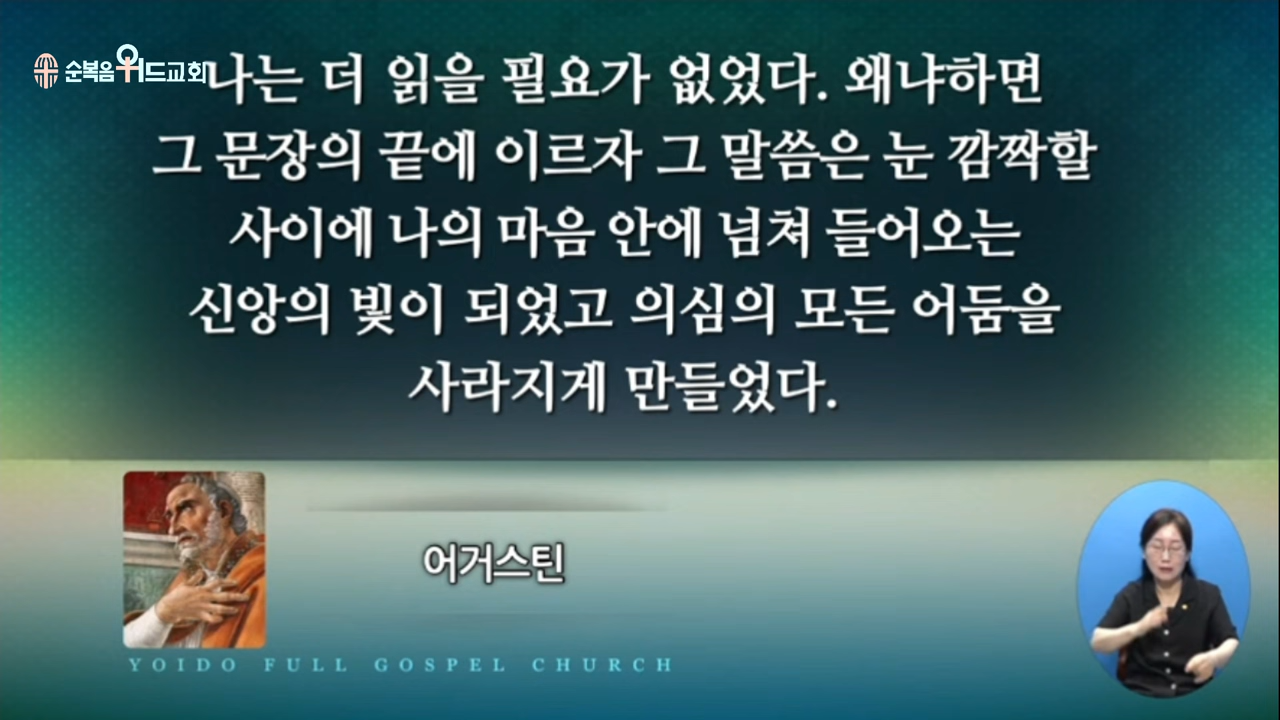 순복음위드교회
나는 더 읽을 필요가 없었다. 왜냐하면
그 문장의 끝에 이르자 그 말씀은 눈 깜짝할
사이에 나의 마음 안에 넘쳐 들어오는
신앙의 빛이 되었고 의심의 모든 어둠을
사라지게 만들었다.
어거스틴
YOIDO FULL GOSPEL CHURCH